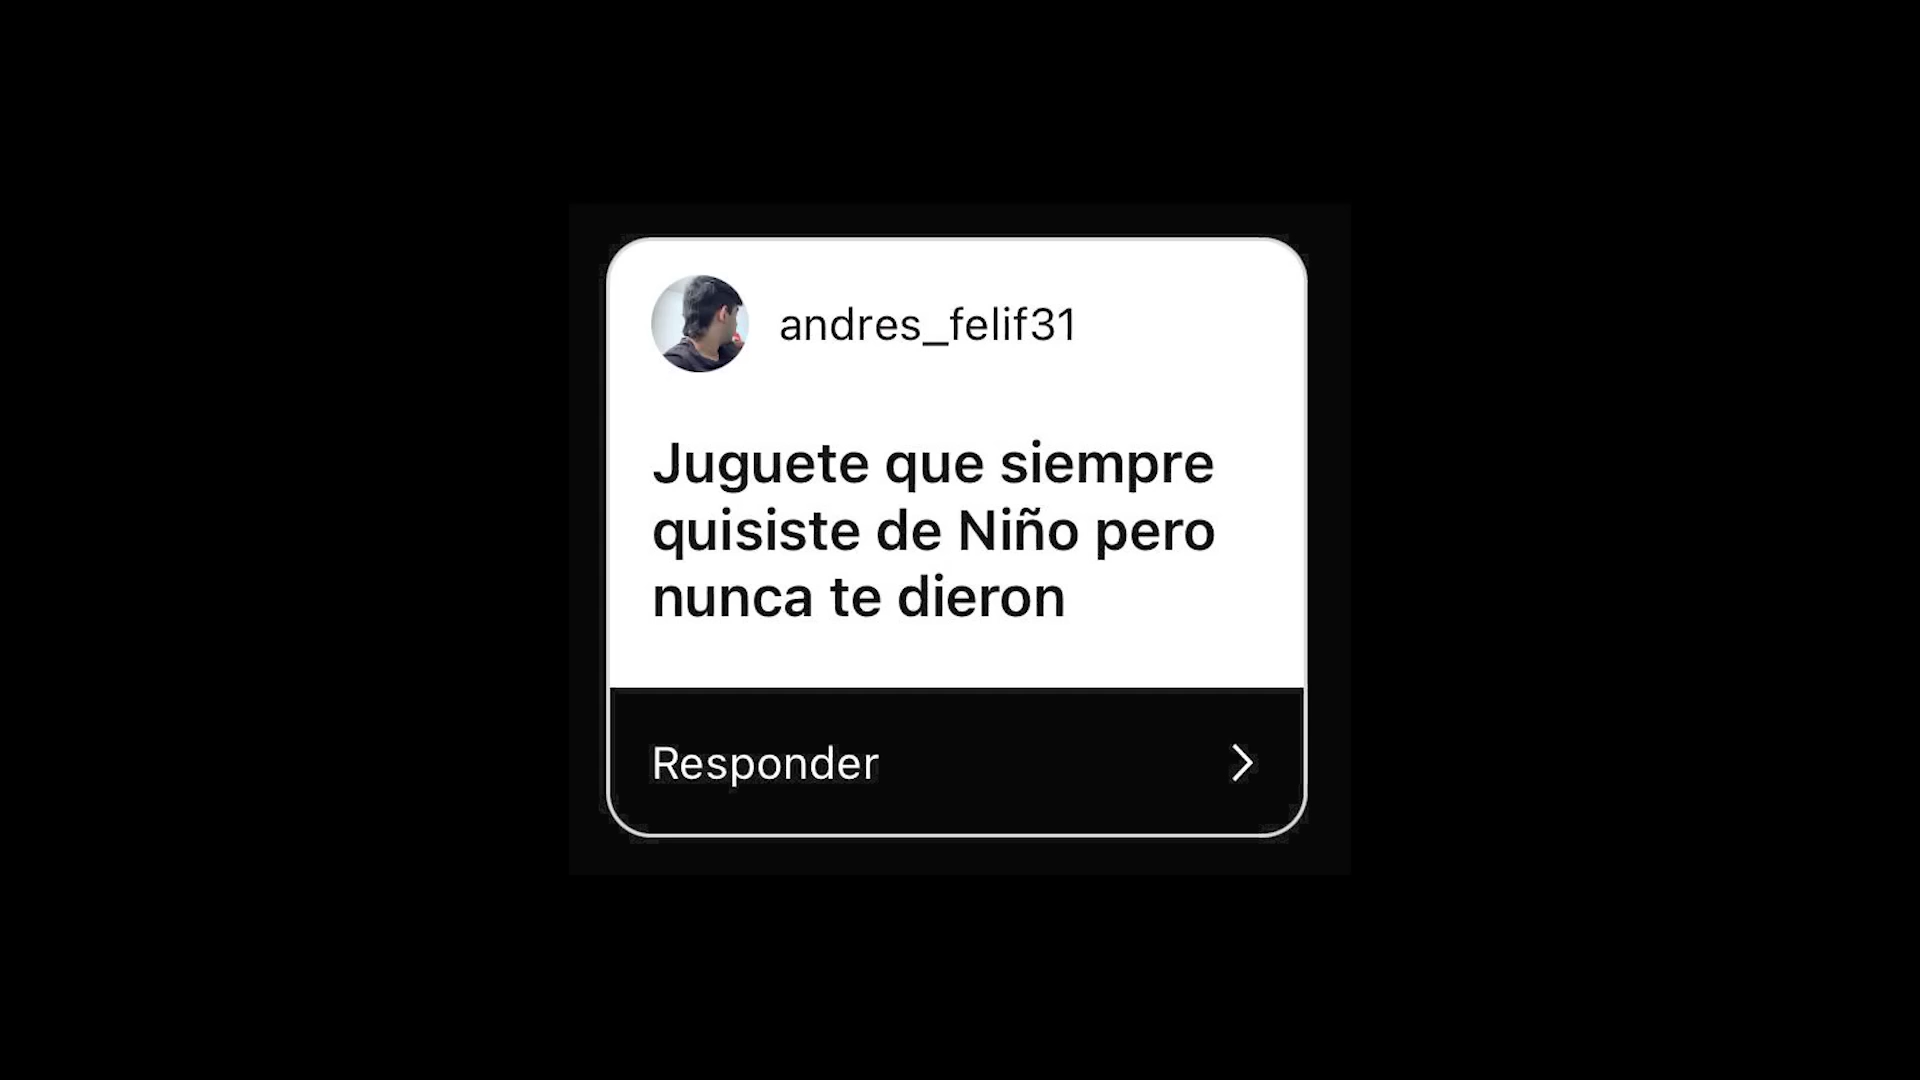 andres_felif31
Juguete que siempre
quisiste de Niño pero
nunca te dieron
Responder